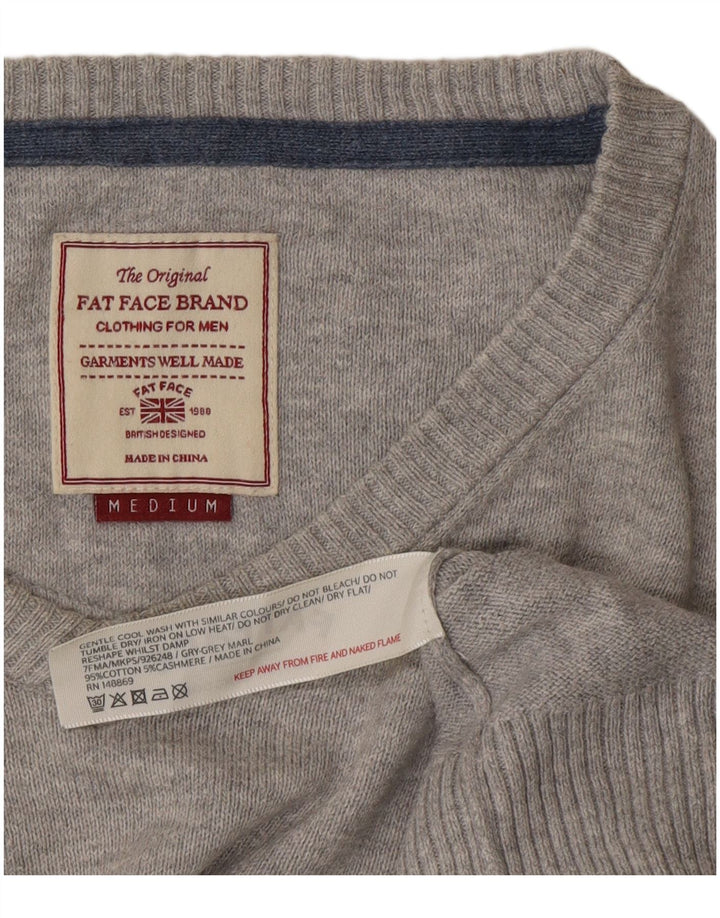 The Original
FAT FACE BRAND
CLOTHING FOR MEN
GARMENTS WELL MADE
FAT FACE
EST 1988
BRITISH DESIGNED
MADE IN CHINA
MEDIUM
GENTLE COOL WASH WITH SIMILAR COLOURS/ DO NOT BLEACH/ DO NOT
TUMBLE DRY/ IRON ON LOW HEAT/ DO NOT DRY CLEAN/ DRY FLAT/
RESHAPE WHILST DAMP
7FMA/MKPS/926248 / GRY-GREY MARL
95%COTTON 5%CASHMERE / MADE IN CHINA
RN 148869
KEEP AWAY FROM FIRE AND NAKED FLAME
30